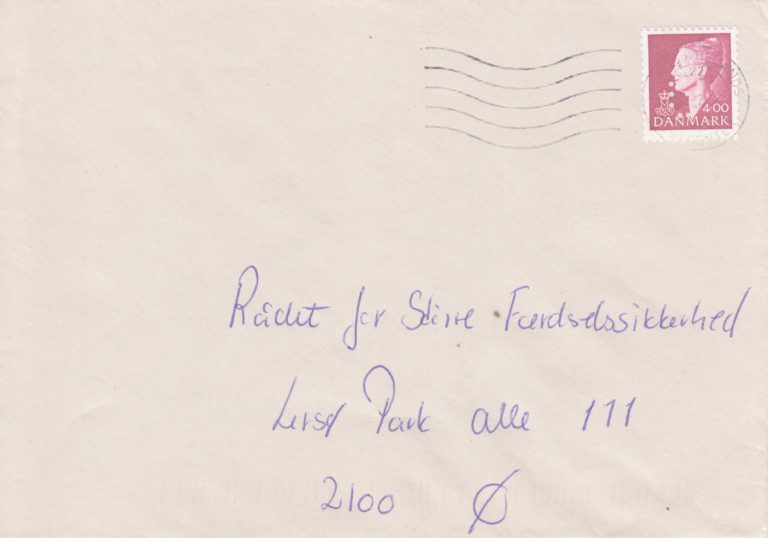 4.00
DANMARK
Rådet for Større Færdselssikkerhed
Lersø Park alle 111
2100 Ø